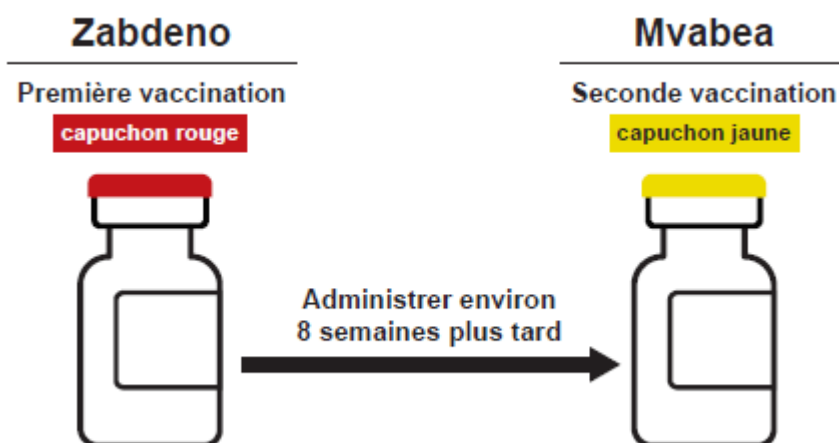 Zabdeno
Première vaccination
capuchon rouge
Mvabea
Seconde vaccination
capuchon jaune
Administrer environ
8 semaines plus tard